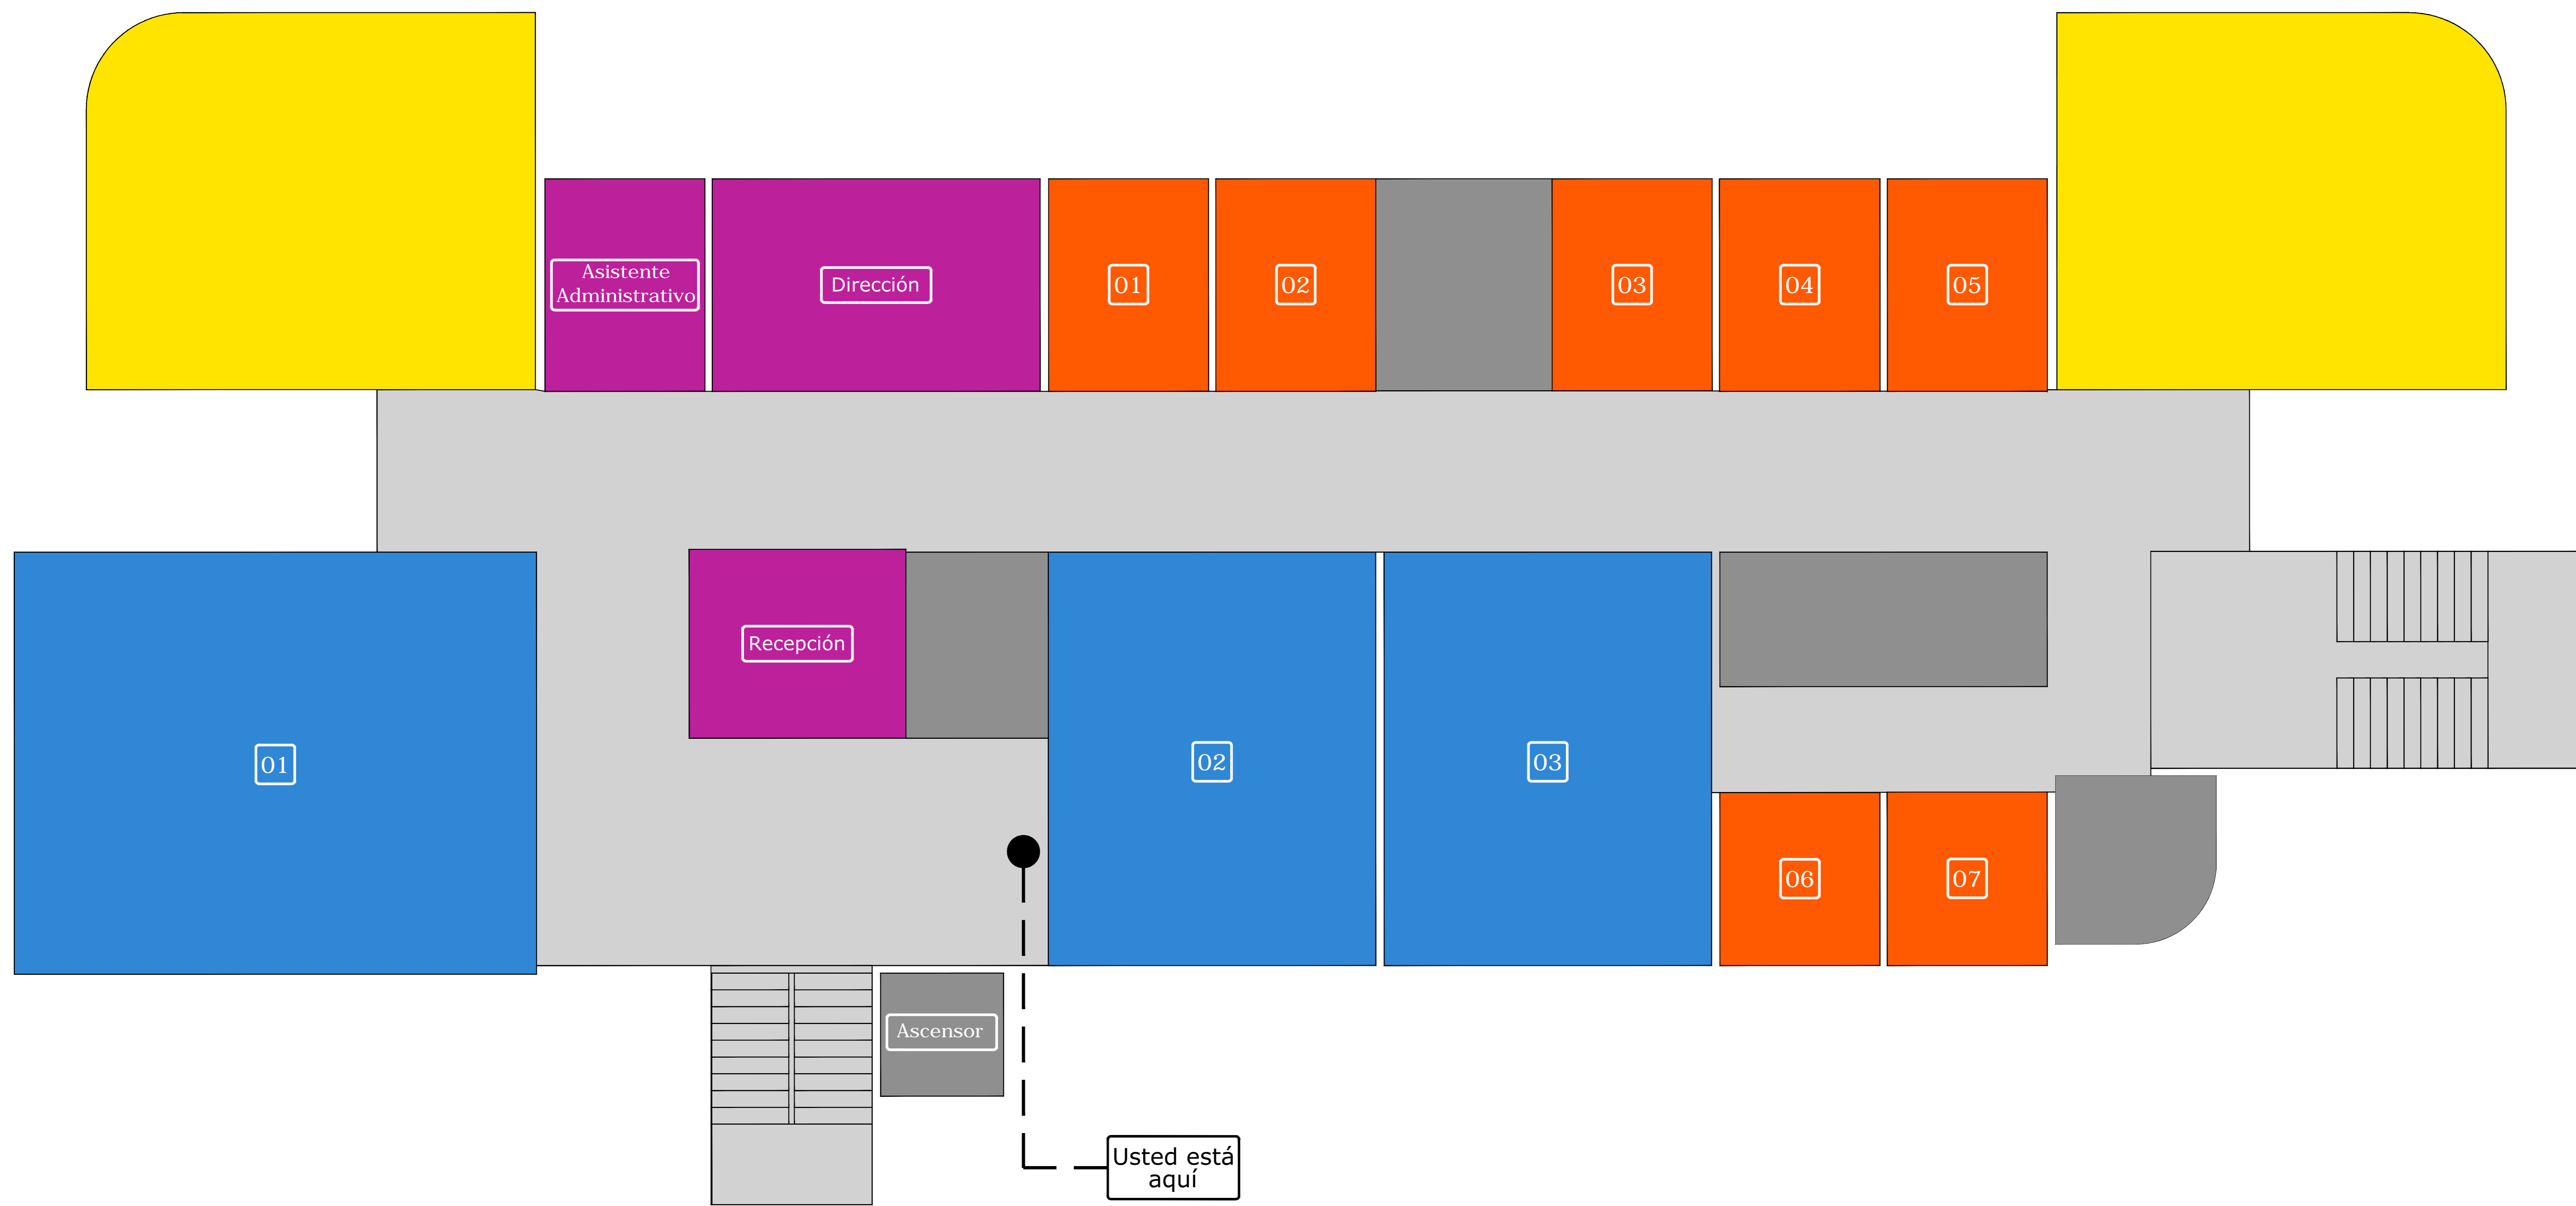 Asistente
Administrativo
Dirección
01
02
03
04
05
Recepción
01
02
03
06
07
Ascensor
Usted está
aquí